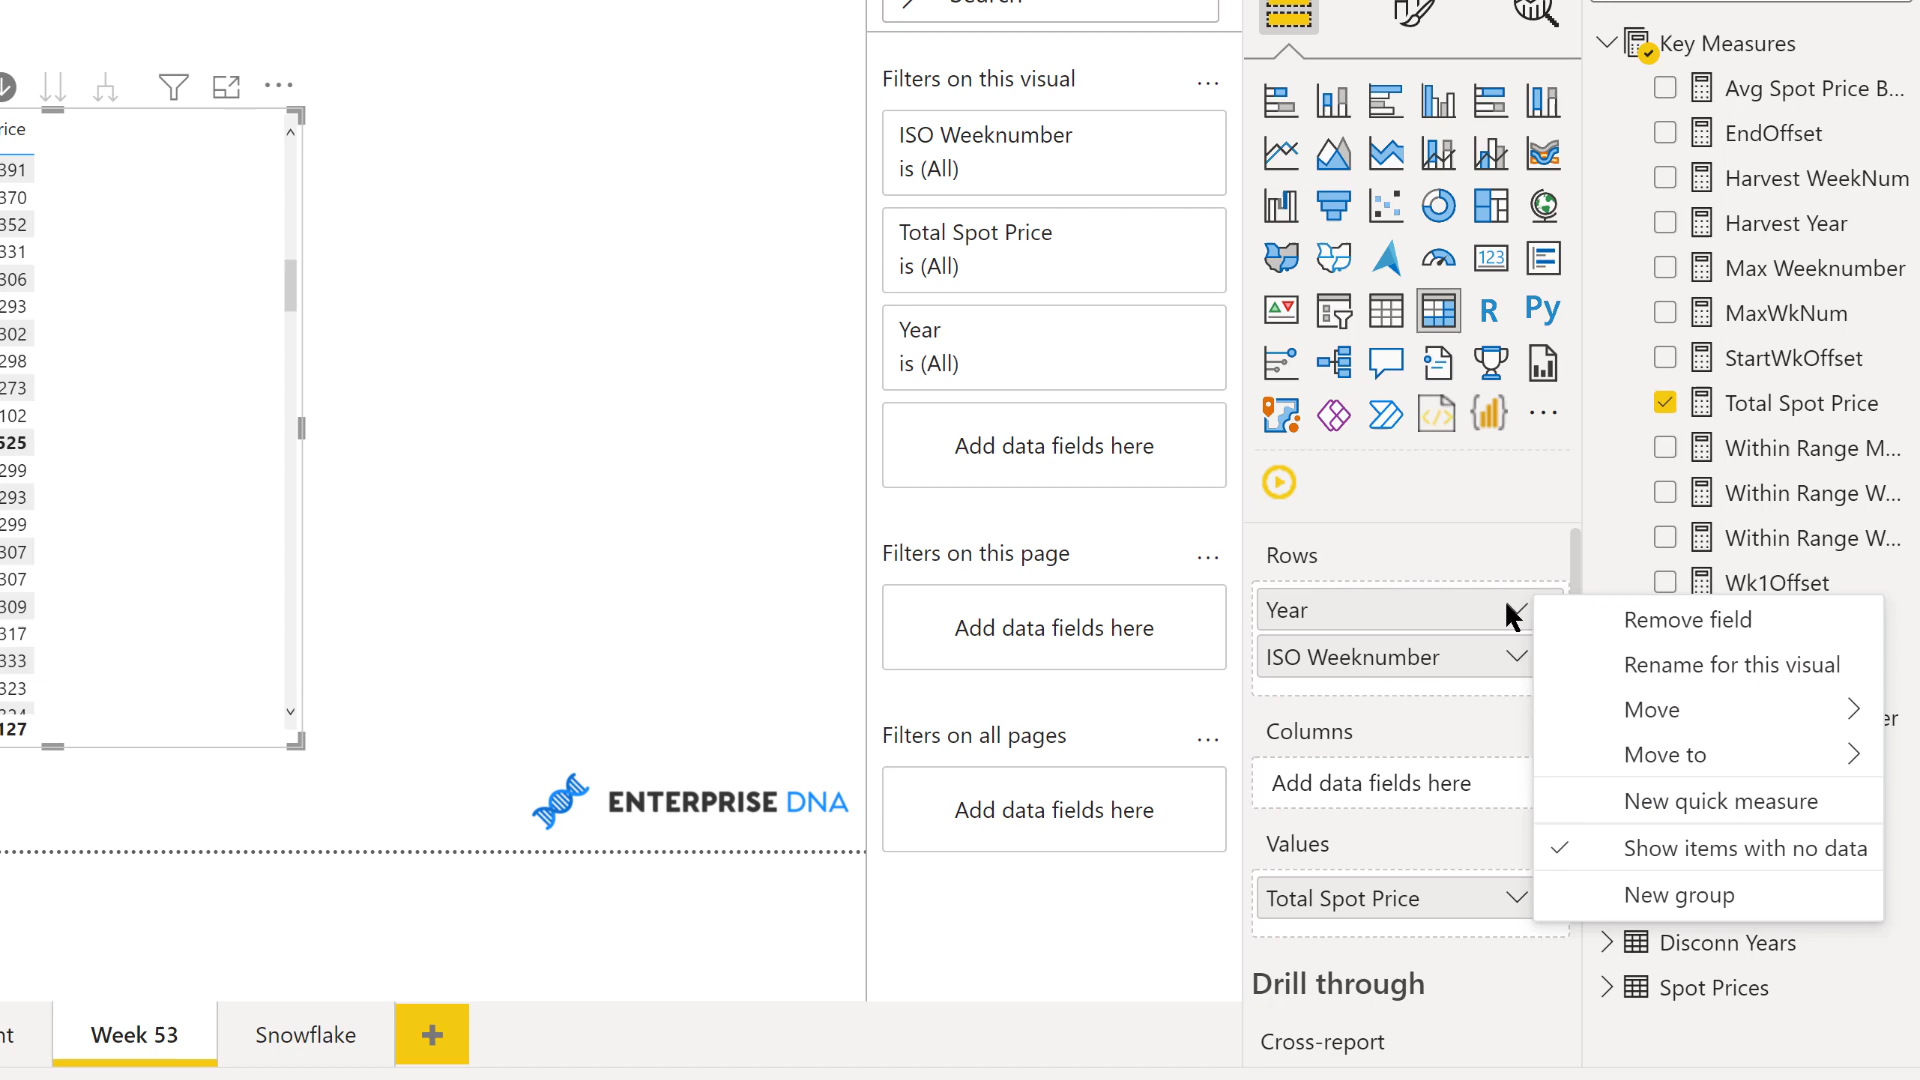 rice
391
370
352
331
306
293
302
298
273
102
525
299
293
299
307
307
309
317
333
323
127
ENTERPRISE DNA
nt
Week 53
Snowflake
Filters on this visual
ISO Weeknumber
is (All)
Total Spot Price
is (All)
Year
is (All)
Add data fields here
Filters on this page
Add data fields here
Filters on all pages
Add data fields here
123
R
Py
Rows
Year
ISO Weeknumber
Columns
Add data fields here
Values
Total Spot Price
Drill through
Cross-report
Remove field
Rename for this visual
Move
Move to
New quick measure
Show items with no data
New group
Key Measures
Avg Spot Price B...
EndOffset
Harvest WeekNum
Harvest Year
Max Weeknumber
MaxWkNum
StartWkOffset
Total Spot Price
Within Range M...
Within Range W...
Within Range W...
Wk1Offset
er
Disconn Years
Spot Prices